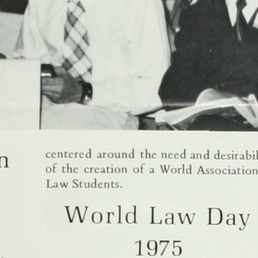 n
centered around the need and desirabil
of the creation of a World Association
Law Students.
World Law Day
1975